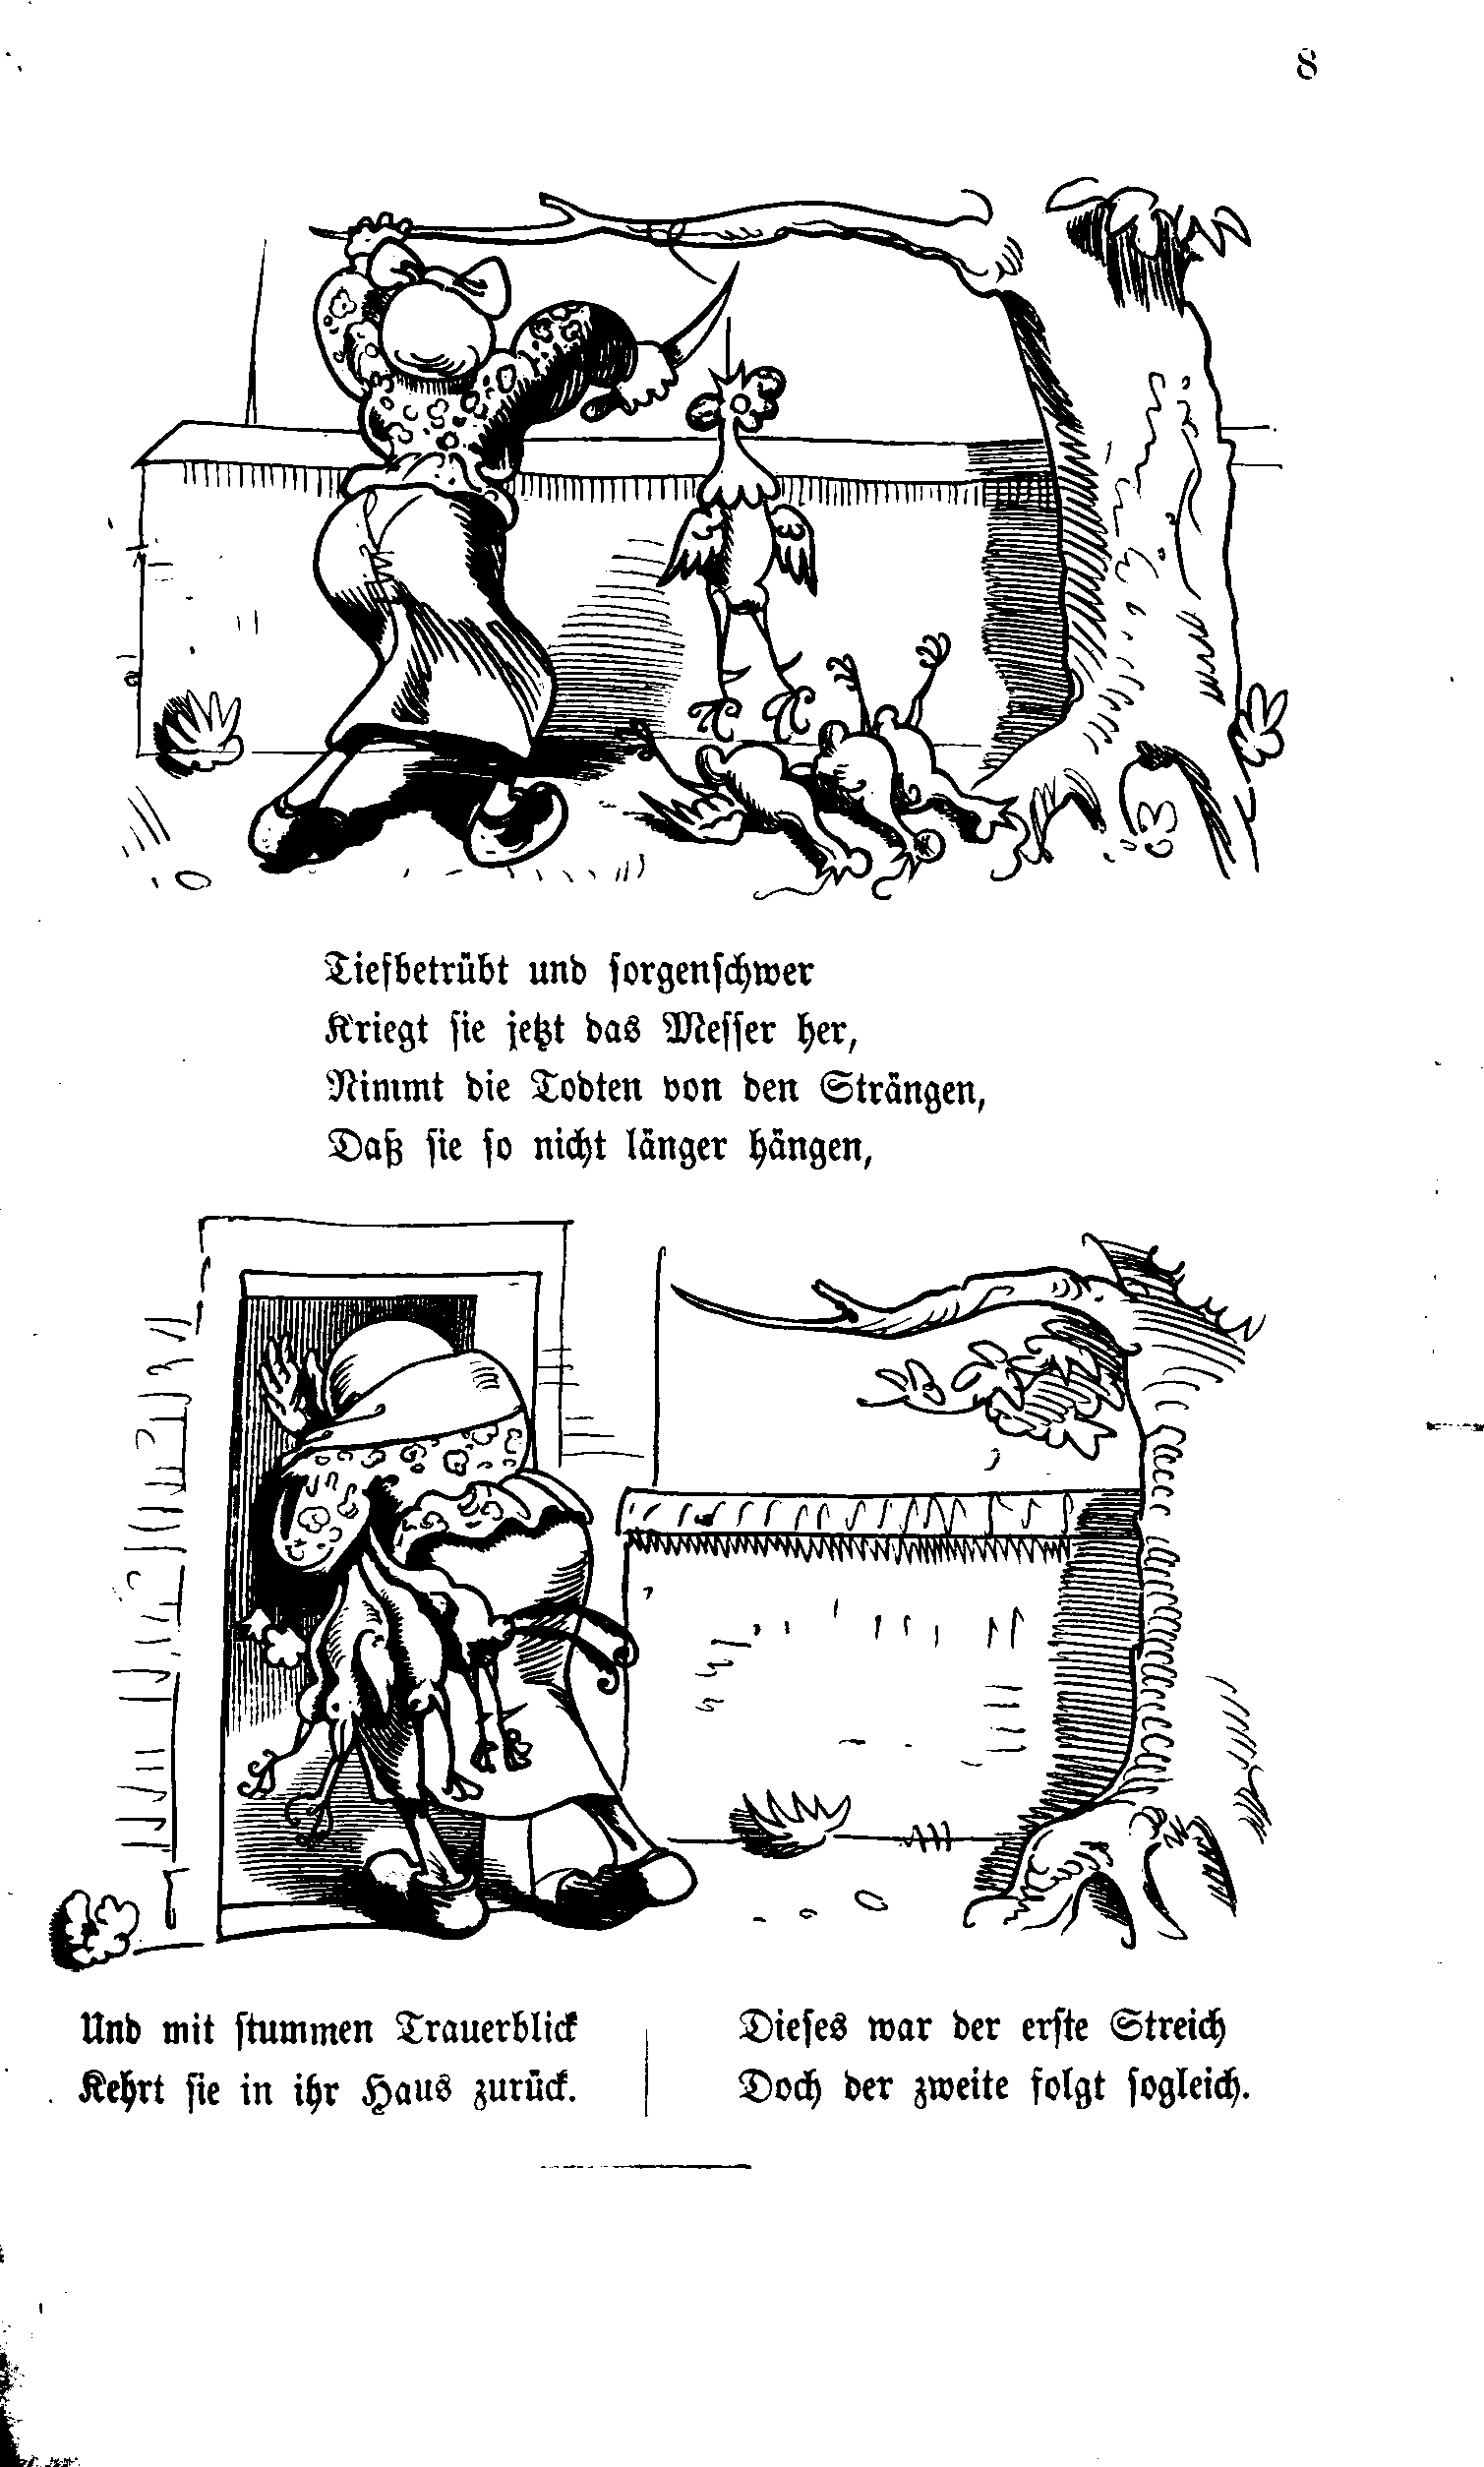 8
Tiefbetrübt und ſorgenſchwer
Kriegt ſie jetzt das Meſſer her,
Nimmt die Todten von den Strängen,
Daß ſie ſo nicht länger hängen,
Und mit ſtummen Trauerblick
Kehrt ſie in ihr Haus zurück.
Dieſes war der erſte Streich
Doch der zweite folgt ſogleich.